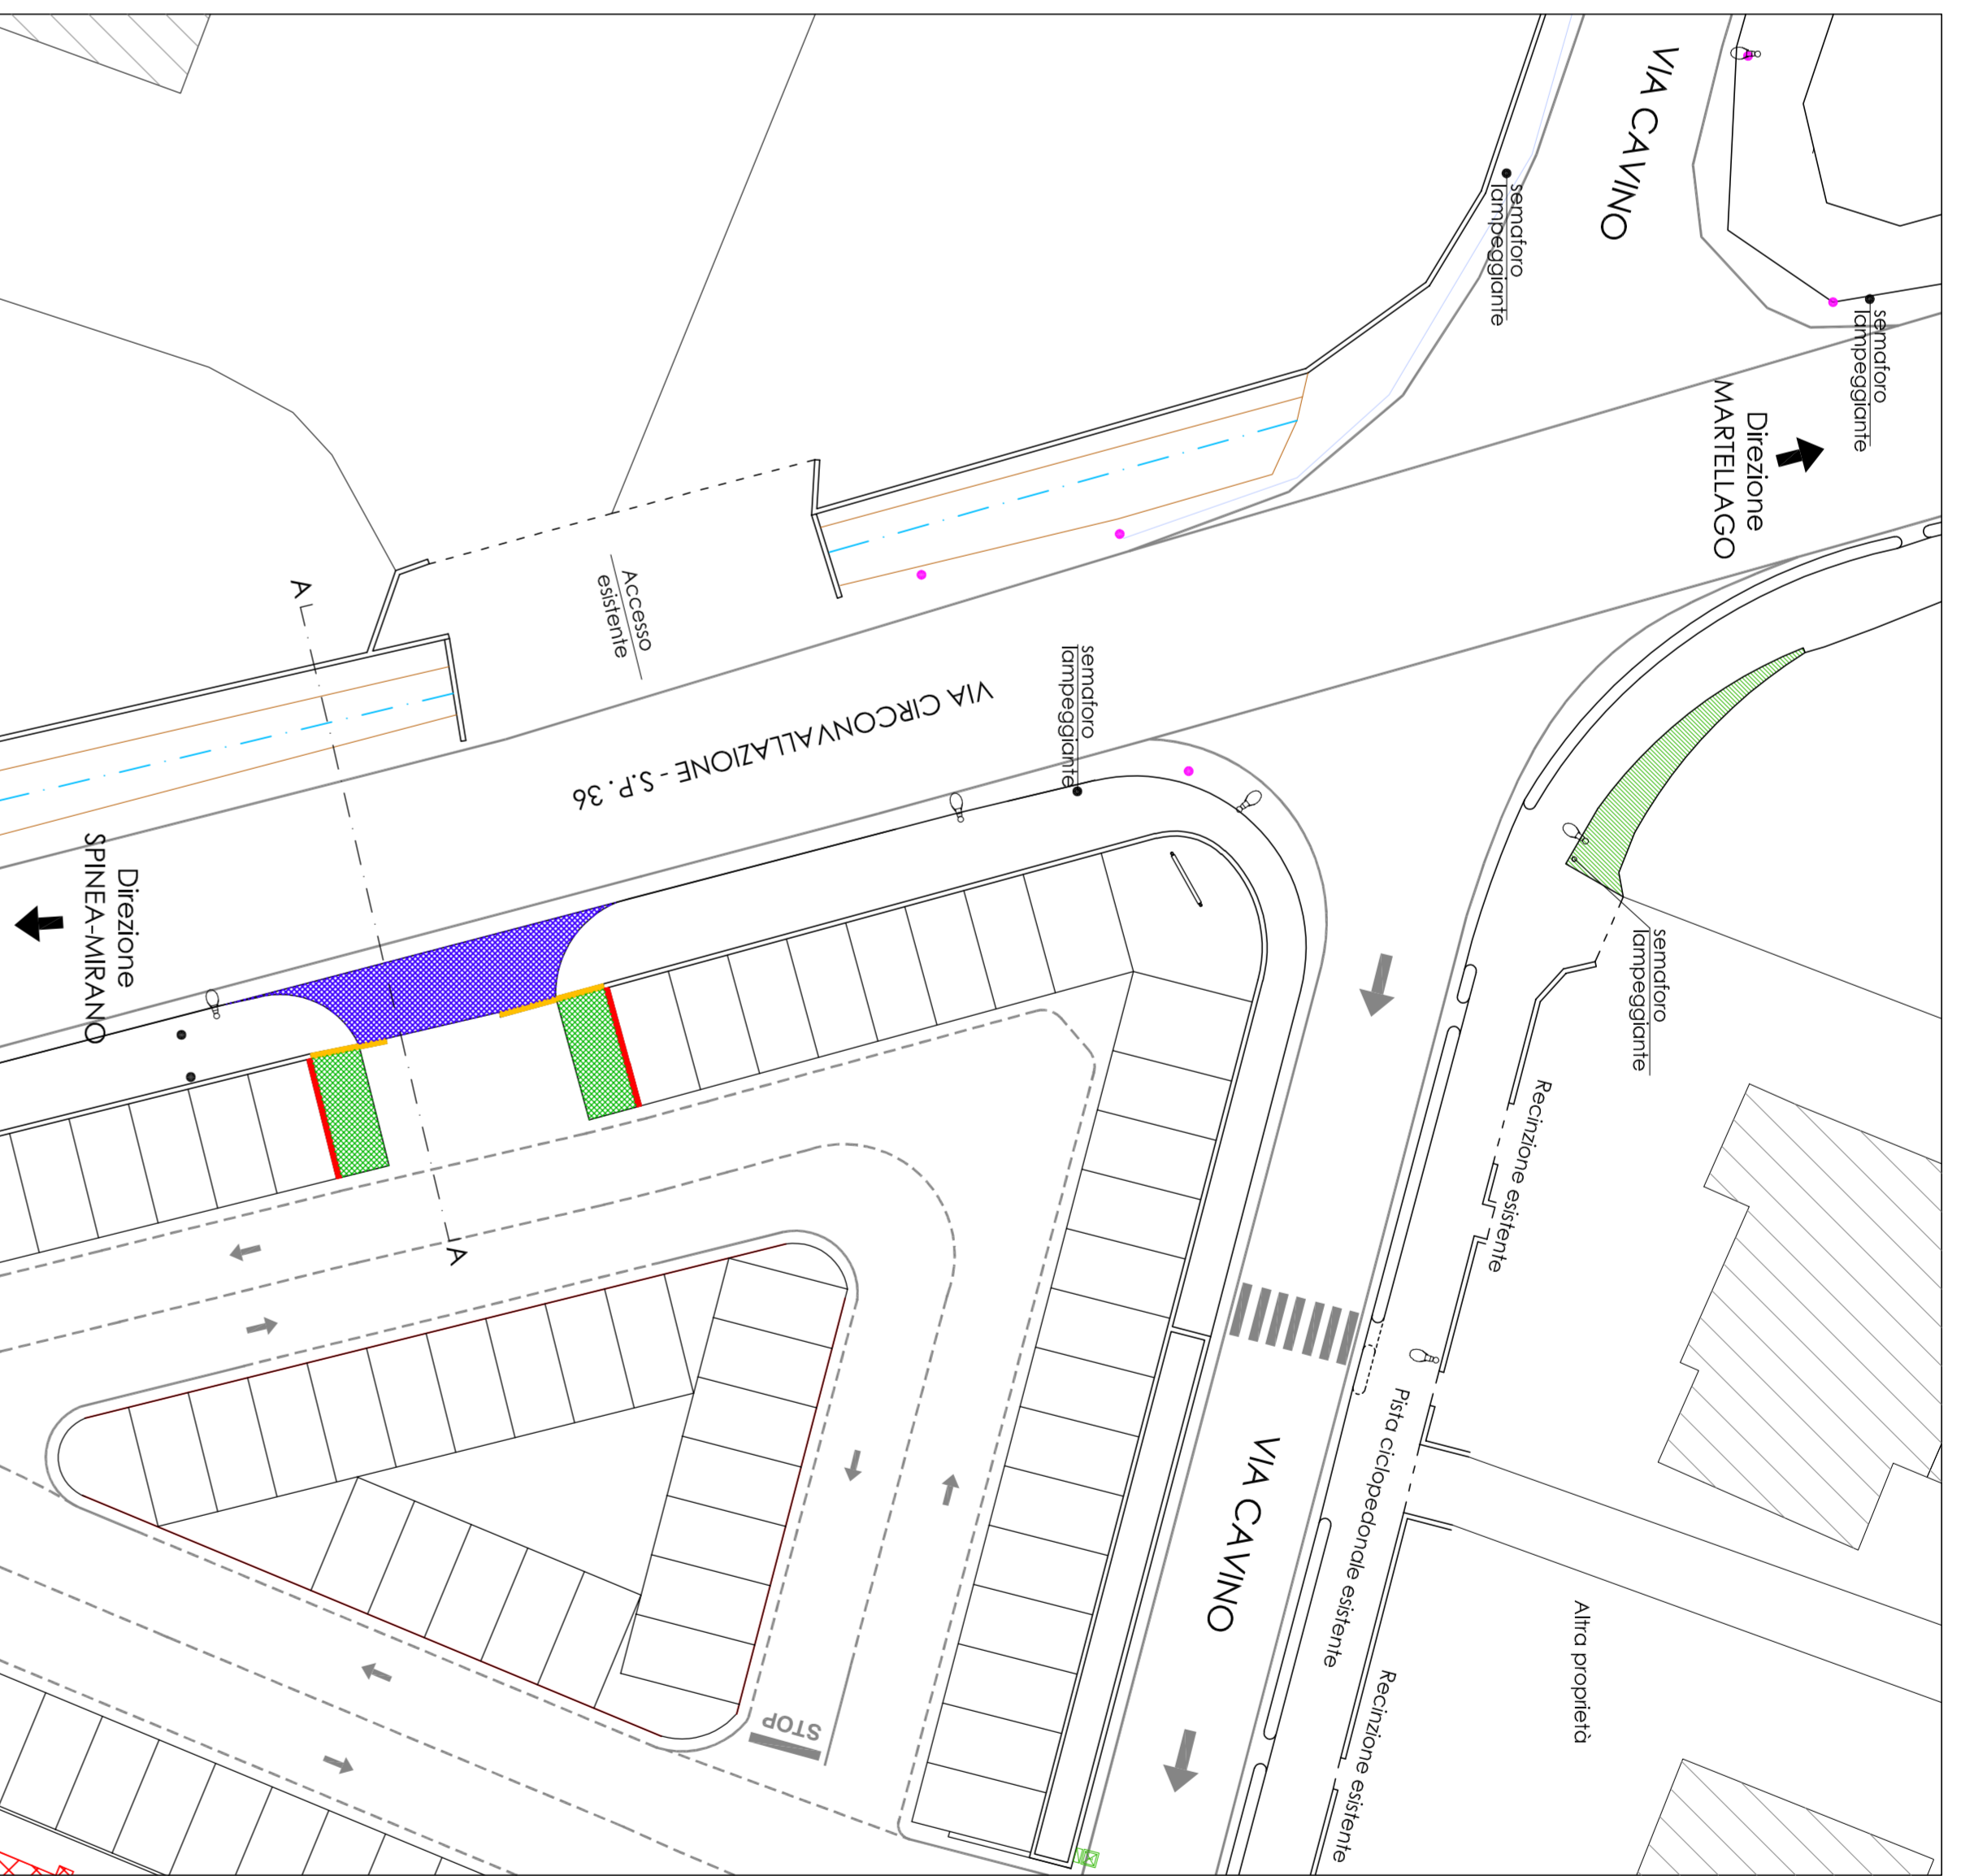 VIA CAVINO
semaforo
lampeggiante
semaforo
lampeggiante
Direzione
MARTELLAGO
Accesso
esistente
A
VIA CIRCONVALLAZIONE - S.P. 36
semaforo
lampeggiante
Direzione
SPINEA-MIRANO
semaforo
lampeggiante
Recinzione esistente
A
Pista ciclopedonale esistente
VIA CAVINO
Altra proprietà
Recinzione esistente
STOP